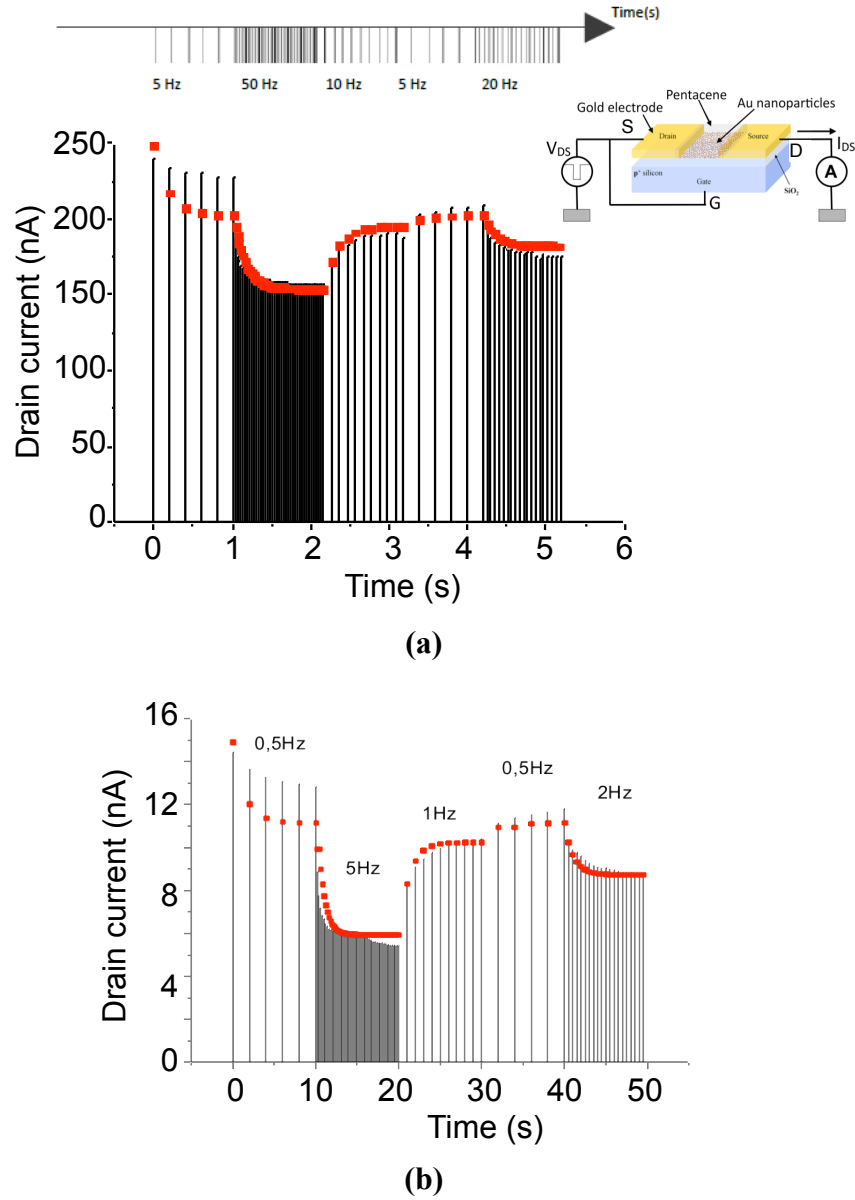 Time(s)
5 Hz 50 Hz 10 Hz 5 Hz 20 Hz
Pentacene
Gold electrode Au nanoparticles
S Drain Source D
V_DS I_DS
p+ silicon A
Gate SiO₂
G
250
200
150
100
50
0
Drain current (nA)
0 1 2 3 4 5 6
Time (s)
(a)
16
12
8
4
0
Drain current (nA)
0,5Hz
5Hz
1Hz
0,5Hz
2Hz
0 10 20 30 40 50
Time (s)
(b)